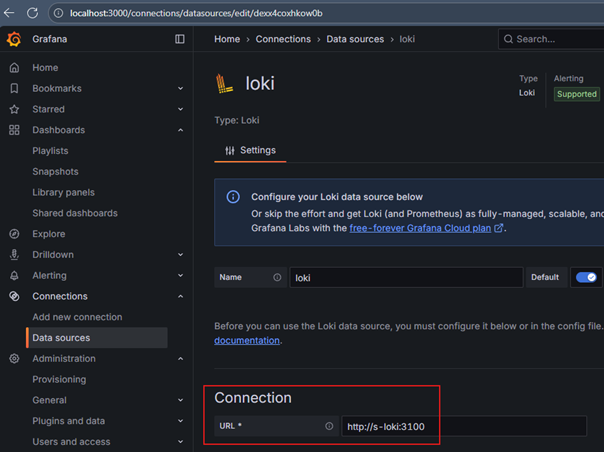 localhost:3000/connections/datasources/edit/dexx4coxhkow0b
Grafana
Home > Connections > Data sources > loki
Search...
Home
Bookmarks
Starred
Dashboards
Playlists
Snapshots
Library panels
Shared dashboards
Explore
Drilldown
Alerting
Connections
Add new connection
Data sources
Administration
Provisioning
General
Plugins and data
Users and access
loki
Type
Loki
Alerting
Supported
Type: Loki
Settings
Configure your Loki data source below
Or skip the effort and get Loki (and Prometheus) as fully-managed, scalable, and
Grafana Labs with the free-forever Grafana Cloud plan.
Name
loki
Default
Before you can use the Loki data source, you must configure it below or in the config file.
documentation.
Connection
URL *
http://s-loki:3100